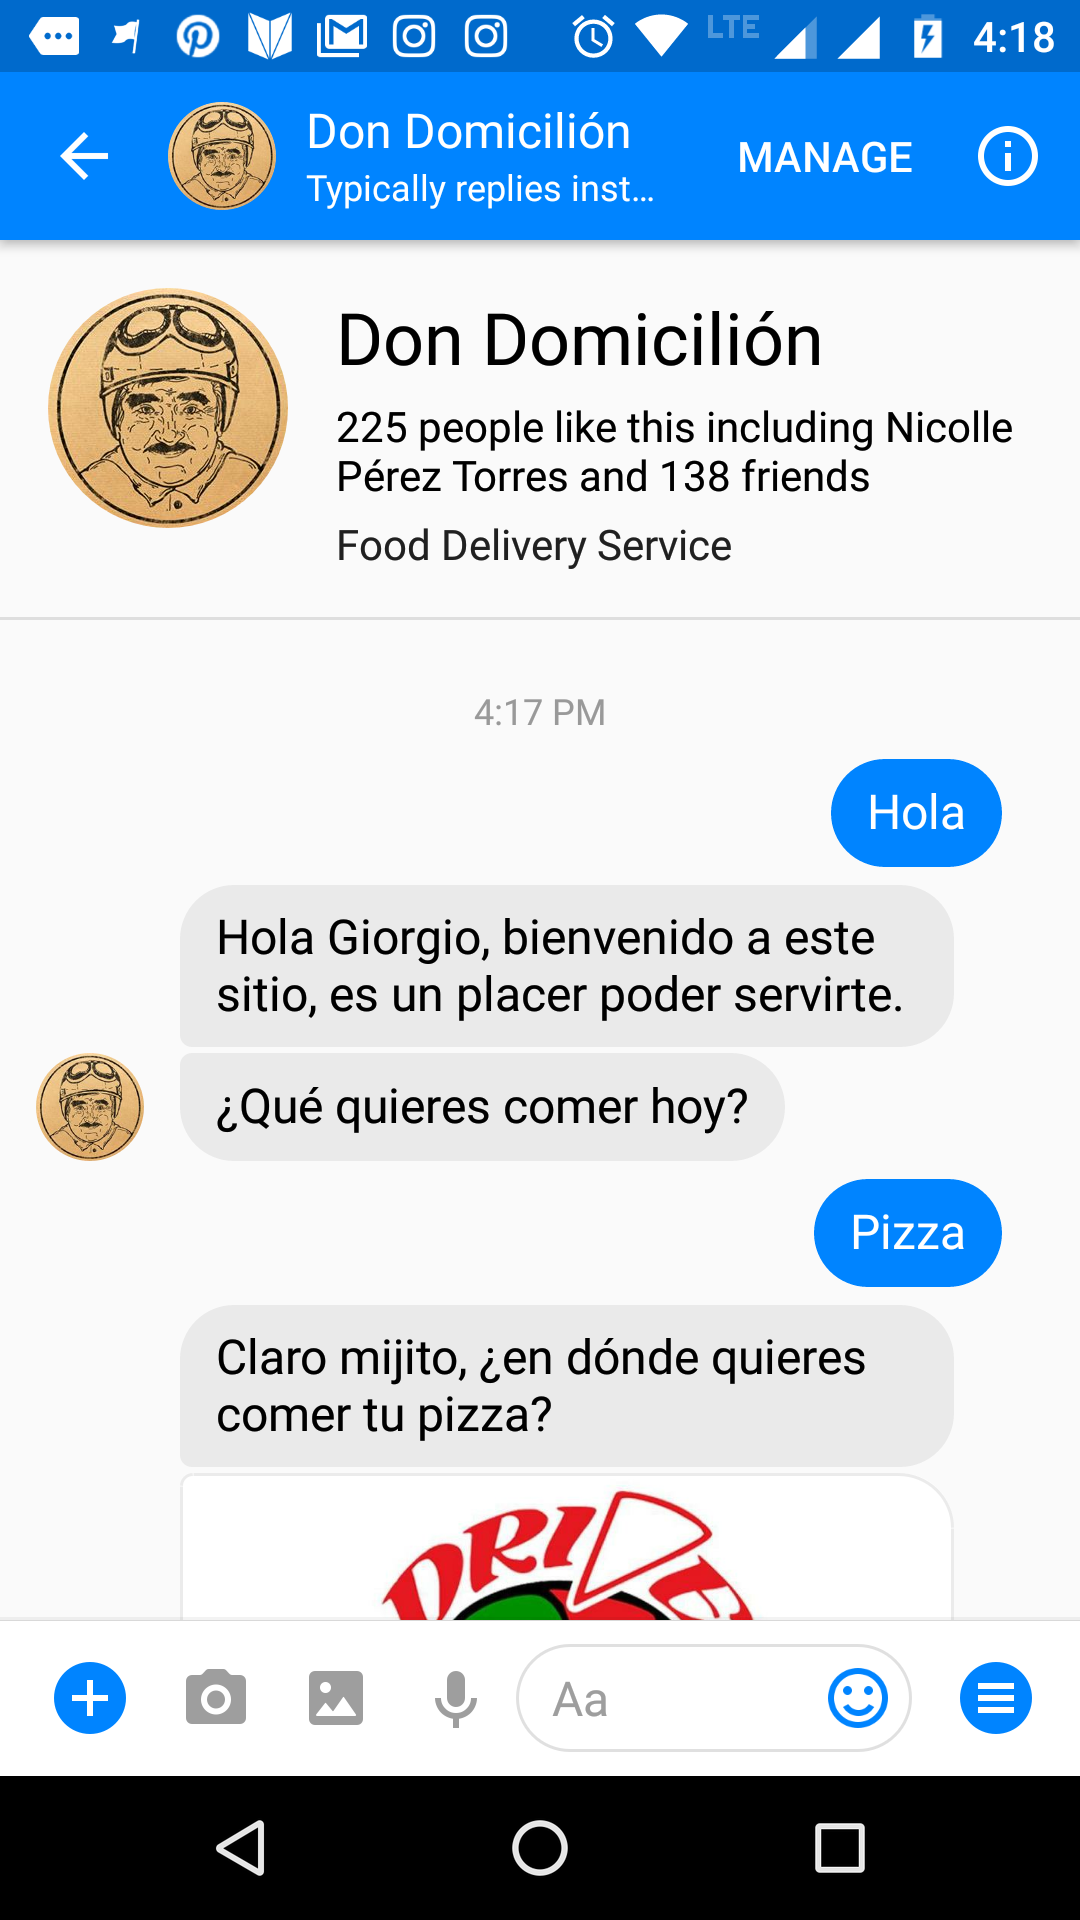 LTE 4:18
Don Domicilión
Typically replies inst...
MANAGE
Don Domicilión
225 people like this including Nicolle
Pérez Torres and 138 friends
Food Delivery Service
4:17 PM
Hola
Hola Giorgio, bienvenido a este
sitio, es un placer poder servirte.
¿Qué quieres comer hoy?
Pizza
Claro mijito, ¿en dónde quieres
comer tu pizza?
Aa